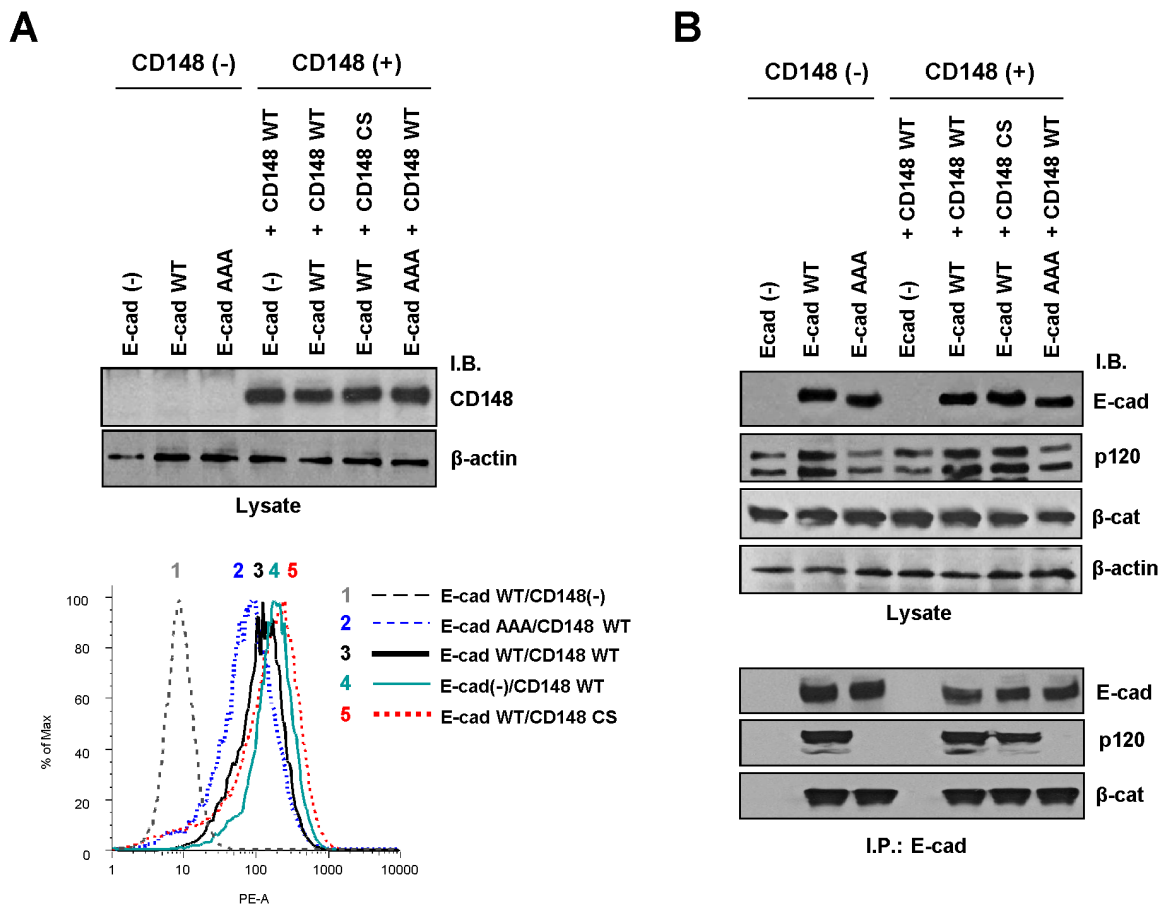 A
CD148 (-)
CD148 (+)
E-cad (-)
E-cad WT
E-cad AAA
E-cad (-) + CD148 WT
E-cad WT + CD148 WT
E-cad WT + CD148 CS
E-cad AAA + CD148 WT
I.B.
CD148
β-actin
Lysate
1
2
3
4
5
100
80
60
40
20
0
% of Max
1
10
100
1000
10000
PE-A
1 E-cad WT/CD148(-)
2 E-cad AAA/CD148 WT
3 E-cad WT/CD148 WT
4 E-cad(-)/CD148 WT
5 E-cad WT/CD148 CS
B
CD148 (-)
CD148 (+)
Ecad (-)
E-cad WT
E-cad AAA
Ecad (-) + CD148 WT
E-cad WT + CD148 WT
E-cad WT + CD148 CS
E-cad AAA + CD148 WT
I.B.
E-cad
p120
β-cat
β-actin
Lysate
E-cad
p120
β-cat
I.P.: E-cad